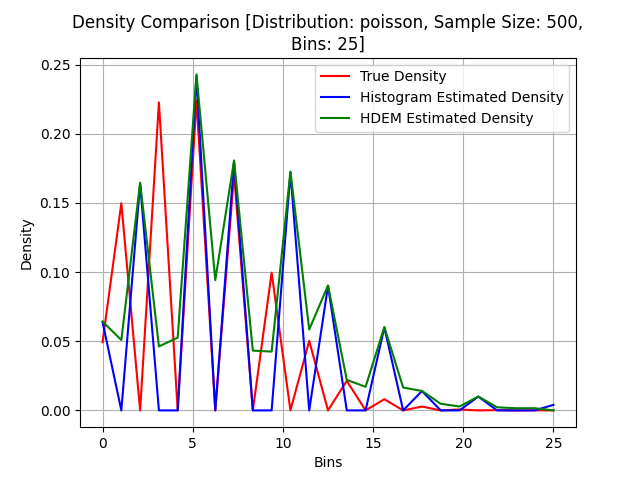 Density Comparison [Distribution: poisson, Sample Size: 500,
Bins: 25]
True Density
Histogram Estimated Density
HDEM Estimated Density
Density
0.25
0.20
0.15
0.10
0.05
0.00
0 5 10 15 20 25
Bins